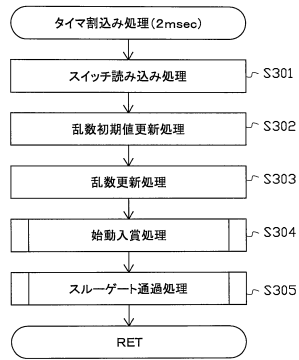 タイマ割込み処理(2msec)
スイッチ読み込み処理 S301
乱数初期値更新処理 S302
乱数更新処理 S303
始動入賞処理 S304
スルーゲート通過処理 S305
RET